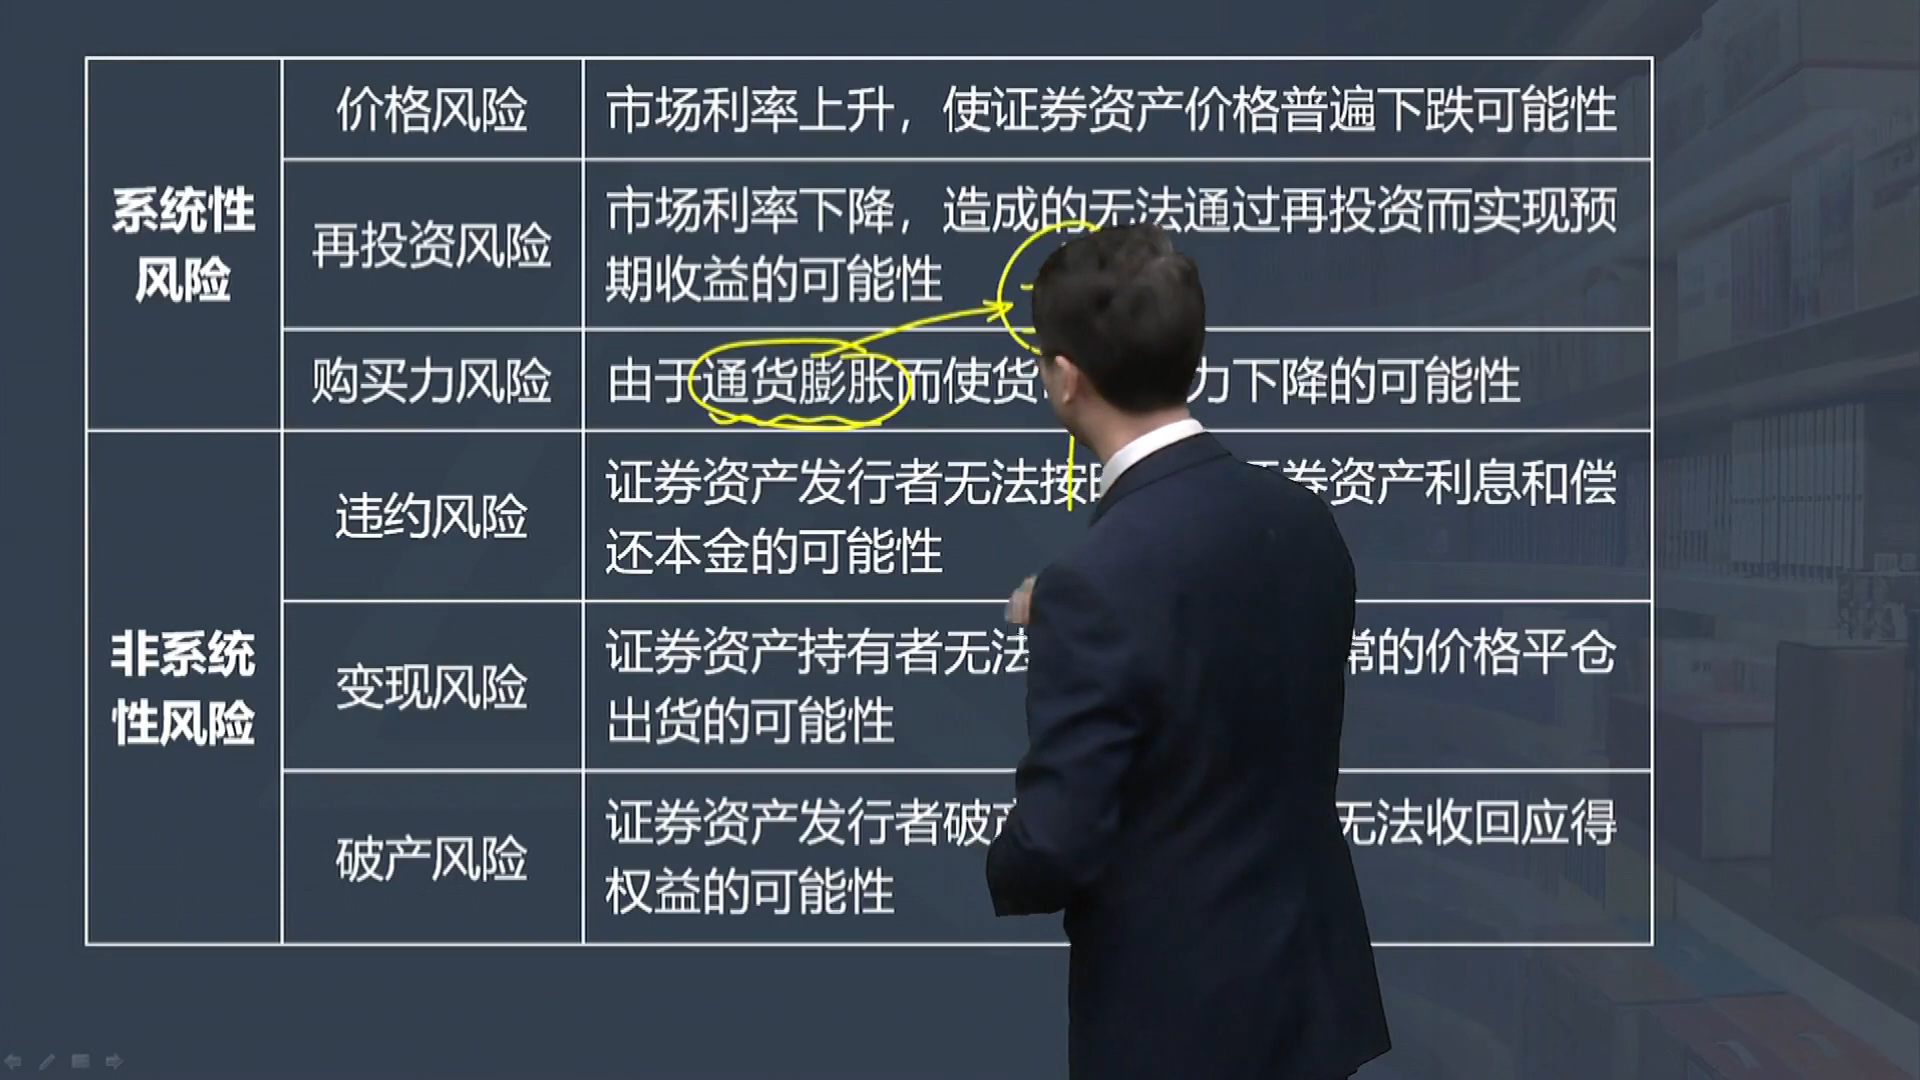 系统性
风险
价格风险
市场利率上升，使证券资产价格普遍下跌可能性
再投资风险
市场利率下降，造成的无法通过再投资而实现预
期收益的可能性
购买力风险
由于通货膨胀而使货 力下降的可能性
非系统
性风险
违约风险
证券资产发行者无法按 券资产利息和偿
还本金的可能性
变现风险
证券资产持有者无法 常的价格平仓
出货的可能性
破产风险
证券资产发行者破产 无法收回应得
权益的可能性